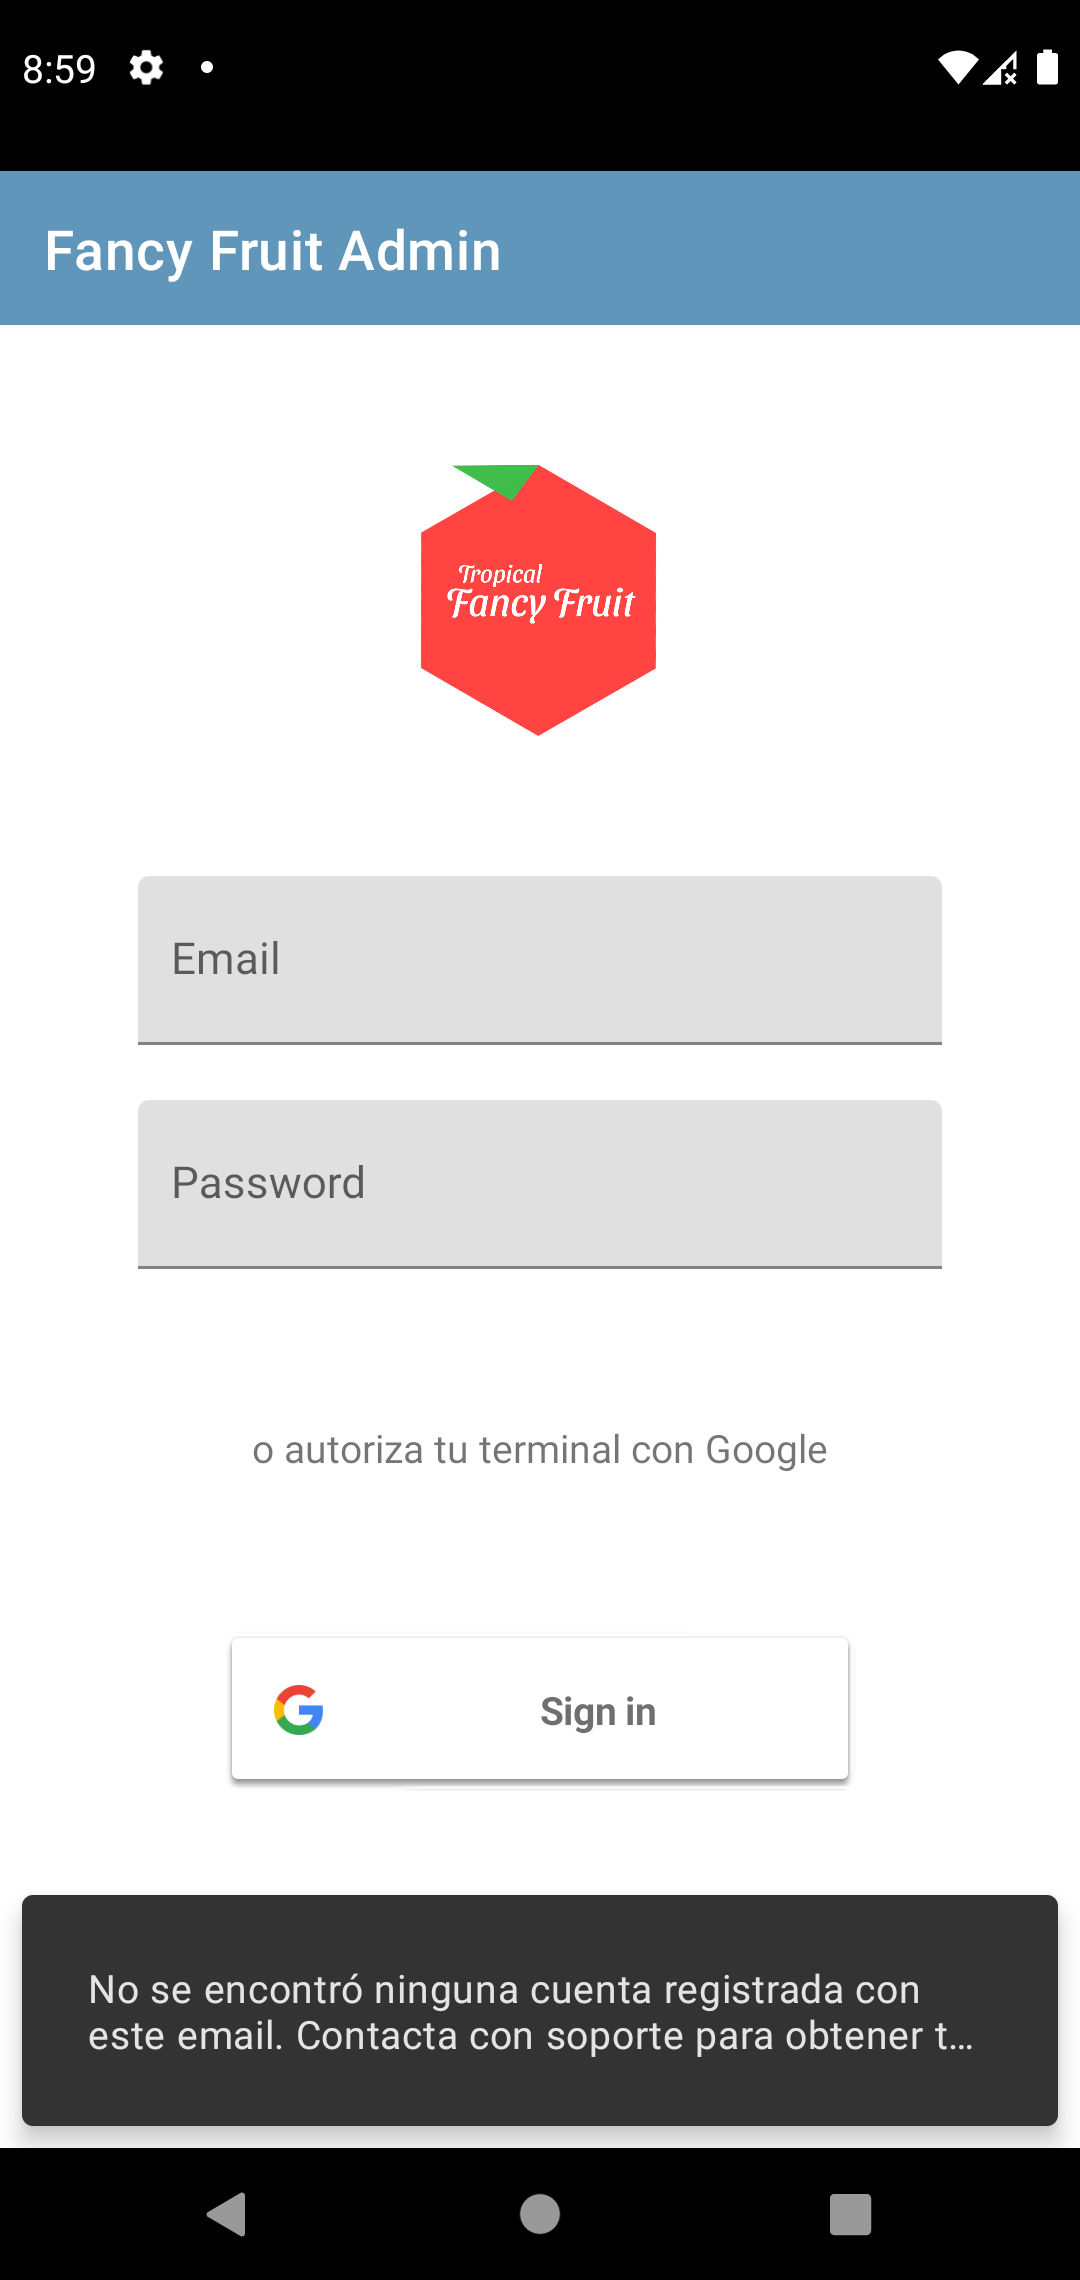 8:59
Fancy Fruit Admin
Tropical
Fancy Fruit
Email
Password
o autoriza tu terminal con Google
Sign in
No se encontró ninguna cuenta registrada con
este email. Contacta con soporte para obtener t…